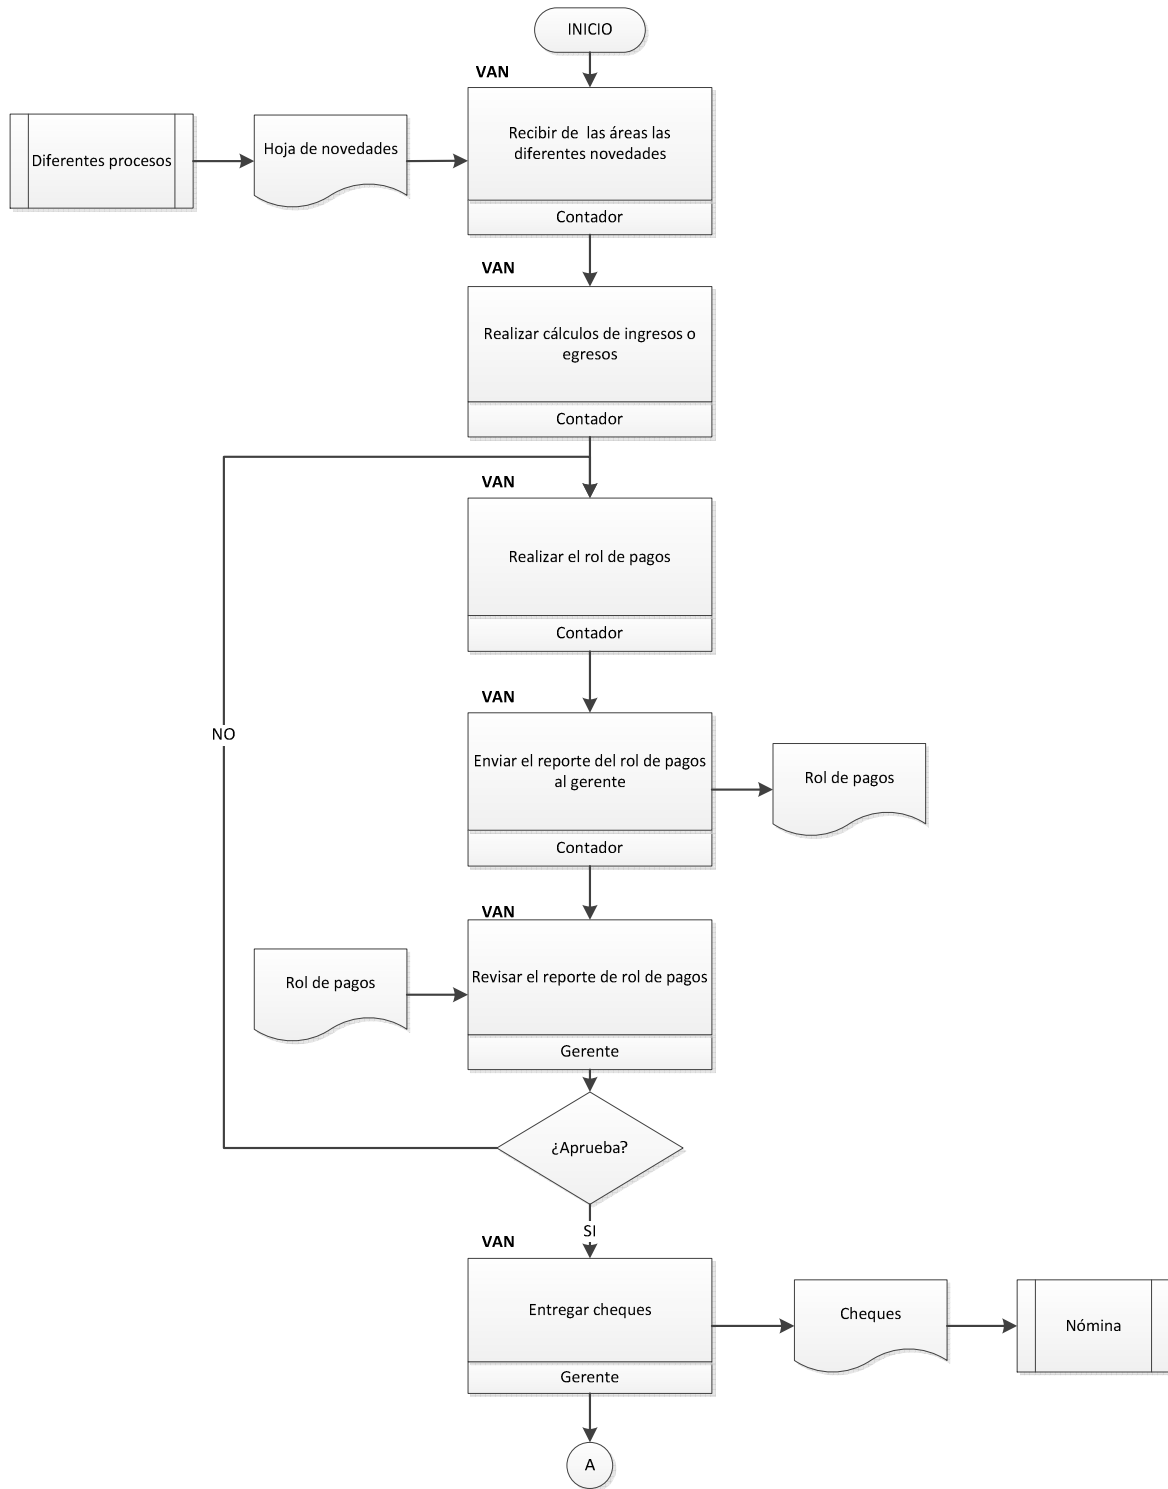 INICIO
VAN
Recibir de las áreas las
diferentes novedades
Diferentes procesos
Hoja de novedades
Contador
VAN
Realizar cálculos de ingresos o
egresos
Contador
VAN
Realizar el rol de pagos
Contador
VAN
NO
Enviar el reporte del rol de pagos
al gerente
Rol de pagos
Contador
VAN
Rol de pagos
Revisar el reporte de rol de pagos
Gerente
¿Aprueba?
SI
VAN
Entregar cheques
Cheques
Nómina
Gerente
A